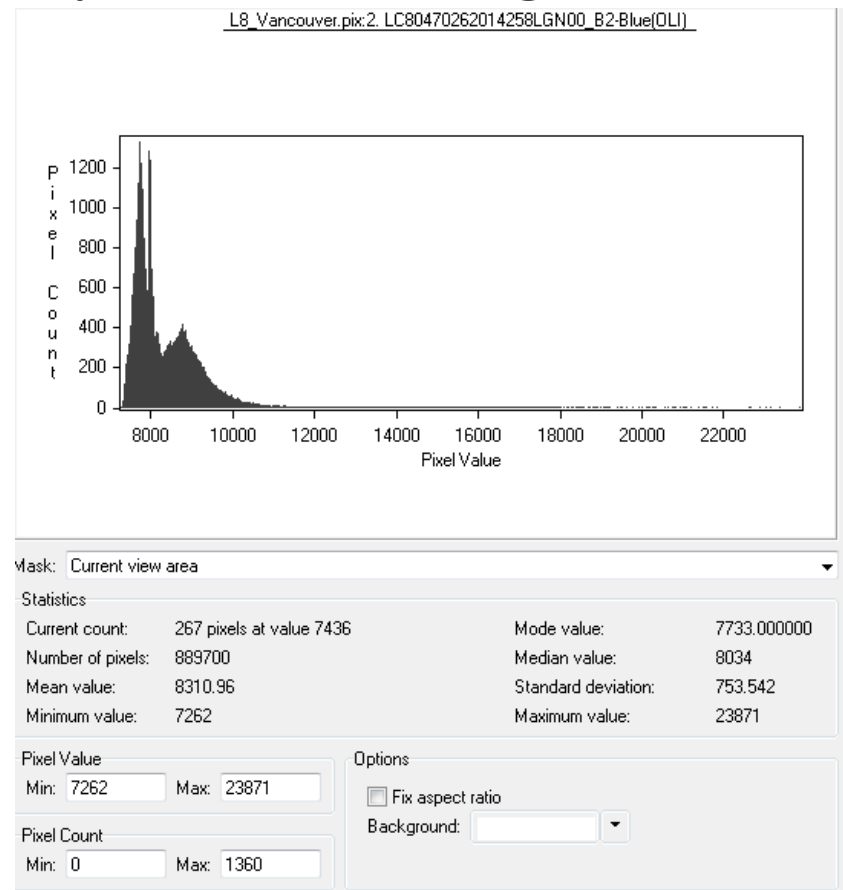 L8_Vancouver.pix:2. LC80470262014258LGN00_B2-Blue(OLI)
Pixel Count
1200
1000
800
600
400
200
0
8000 10000 12000 14000 16000 18000 20000 22000
Pixel Value
Mask: Current view area
Statistics
Current count: 267 pixels at value 7436 Mode value: 7733.000000
Number of pixels: 889700 Median value: 8034
Mean value: 8310.96 Standard deviation: 753.542
Minimum value: 7262 Maximum value: 23871
Pixel Value Options
Min: 7262 Max: 23871
Fix aspect ratio
Background:
Pixel Count
Min: 0 Max: 1360